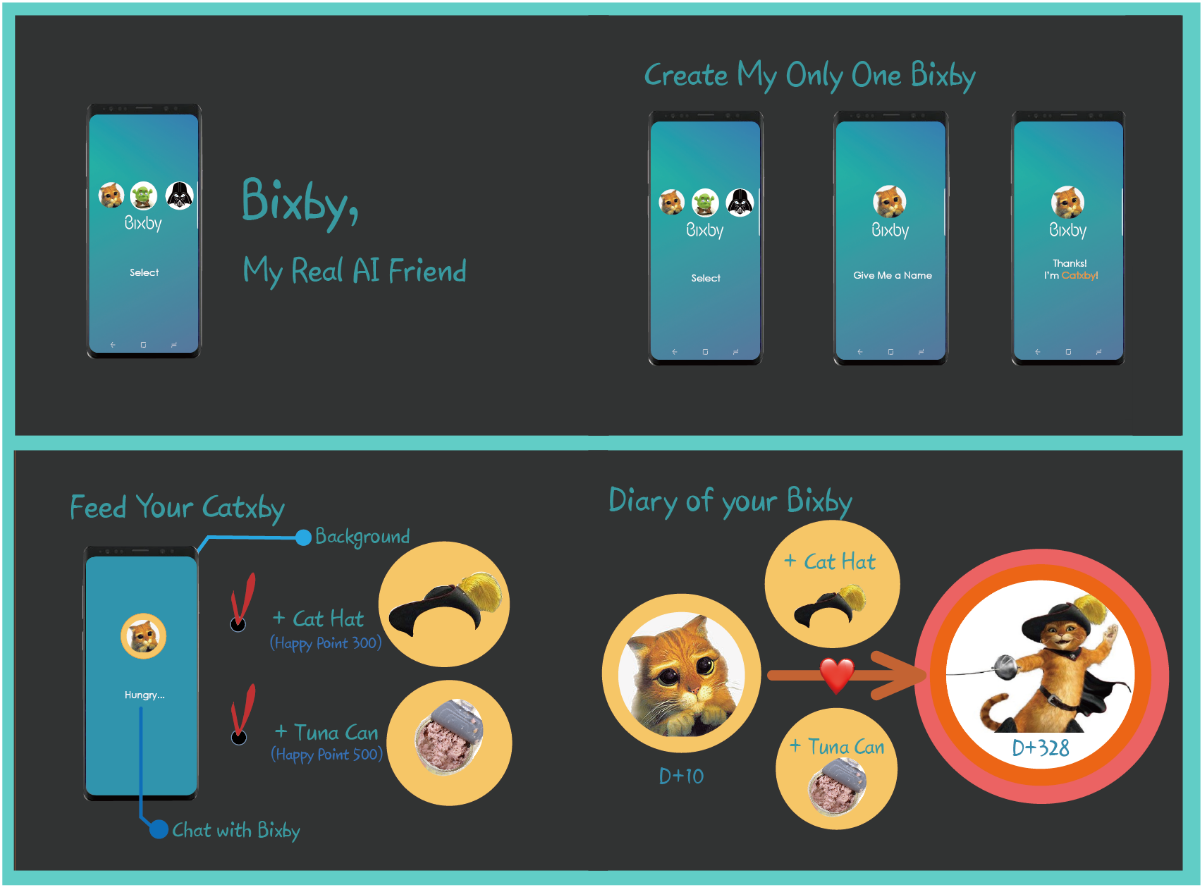 Bixby
Select
Bixby,
My Real AI Friend
Create My Only One Bixby
Bixby
Select
Bixby
Give Me a Name
Bixby
Thanks!
I'm Catxby!
Feed Your Catxby
Background
+ Cat Hat
(Happy Point 300)
Hungry...
+ Tuna Can
(Happy Point 500)
Chat with Bixby
Diary of your Bixby
+ Cat Hat
+ Tuna Can
D+10
D+328